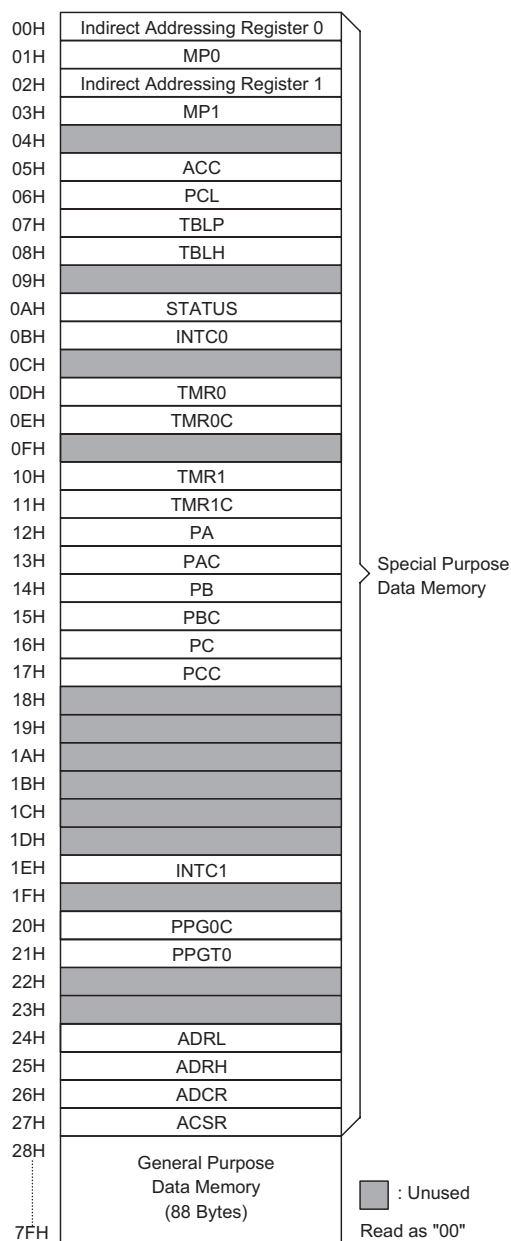 00H Indirect Addressing Register 0
01H MP0
02H Indirect Addressing Register 1
03H MP1
04H
05H ACC
06H PCL
07H TBLP
08H TBLH
09H
0AH STATUS
0BH INTC0
0CH
0DH TMR0
0EH TMR0C
0FH
10H TMR1
11H TMR1C
12H PA
13H PAC
14H PB
15H PBC
16H PC
17H PCC
18H
19H
1AH
1BH
1CH
1DH
1EH INTC1
1FH
20H PPG0C
21H PPGT0
22H
23H
24H ADRL
25H ADRH
26H ADCR
27H ACSR
28H
7FH
General Purpose
Data Memory
(88 Bytes)
Special Purpose
Data Memory
: Unused
Read as "00"